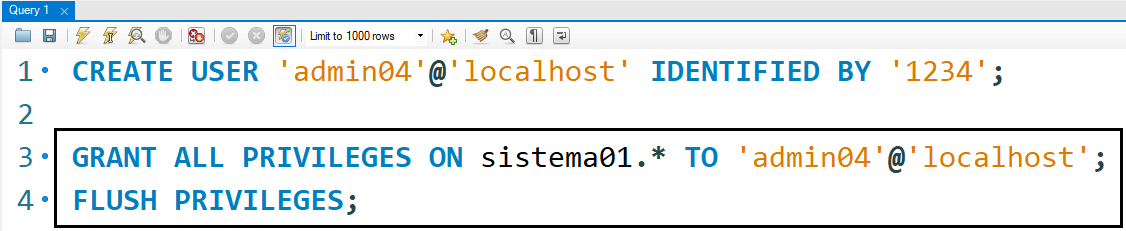 Query 1
Limit to 1000 rows
1 CREATE USER 'admin04'@'localhost' IDENTIFIED BY '1234';
2
3 GRANT ALL PRIVILEGES ON sistema01.* TO 'admin04'@'localhost';
4 FLUSH PRIVILEGES;